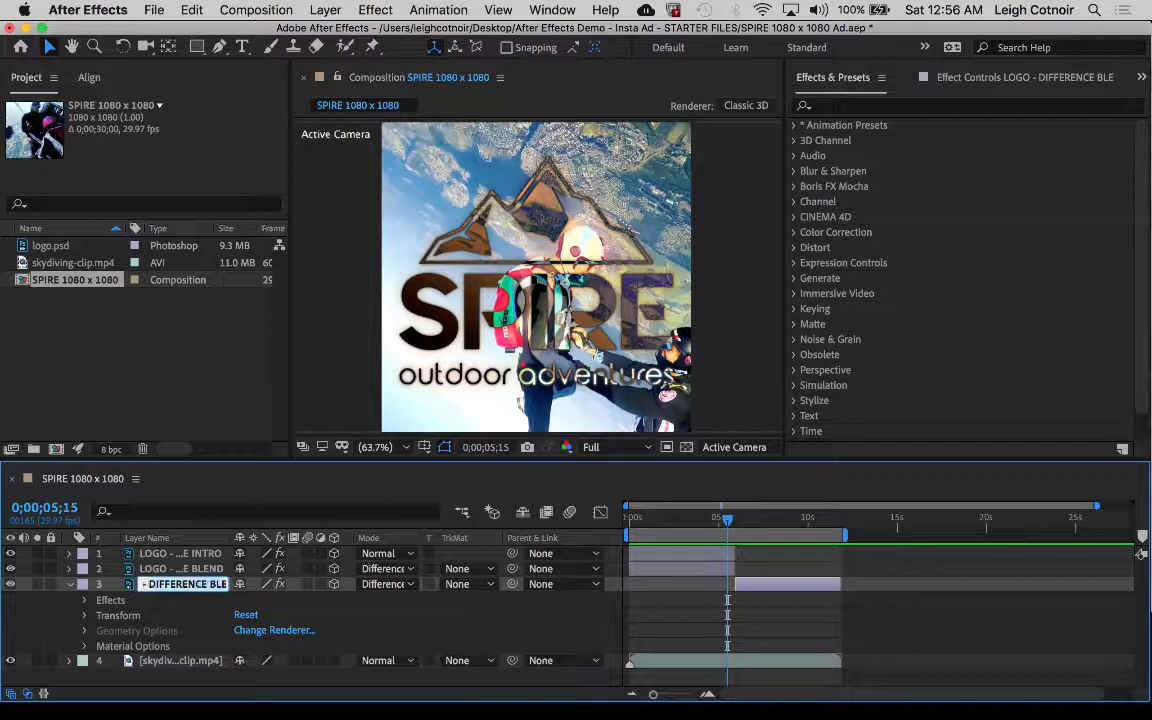 After Effects File Edit Composition Layer Effect Animation View Window Help 100% Sat 12:56 AM Leigh Cotnoir
Adobe After Effects - /Users/leighcotnoir/Desktop/After Effects Demo - Insta Ad - STARTER FILES/SPIRE 1080 x 1080 Ad.aep *
Snapping Default Learn Standard Search Help
Project Align Composition SPIRE 1080 x 1080 Effects & Presets Effect Controls LOGO - DIFFERENCE BLE
SPIRE 1080 x 1080
1080 x 1080 (1.00)
Δ 0;00;30;00, 29.97 fps
SPIRE 1080 x 1080 Renderer: Classic 3D
Active Camera
SPIRE
outdoor adventures
Name Type Size Frame
logo.psd Photoshop 9.3 MB
skydiving-clip.mp4 AVI 11.0 MB 60
SPIRE 1080 x 1080 Composition 29
8 bpc
(63.7%) 0;00;05;15 Full Active Camera
* Animation Presets
3D Channel
Audio
Blur & Sharpen
Boris FX Mocha
Channel
CINEMA 4D
Color Correction
Distort
Expression Controls
Generate
Immersive Video
Keying
Matte
Noise & Grain
Obsolete
Perspective
Simulation
Stylize
Text
Time
SPIRE 1080 x 1080
0;00;05;15
00165 (29.97 fps)
:00s 05s 10s 15s 20s 25s
# Layer Name Mode T TrkMat Parent & Link
1 LOGO - ...E INTRO Normal None
2 LOGO - ...E BLEND Difference None None
3 - DIFFERENCE BLE Difference None None
Effects
Transform Reset
Geometry Options Change Renderer...
Material Options
4 [skydiv...clip.mp4] Normal None None